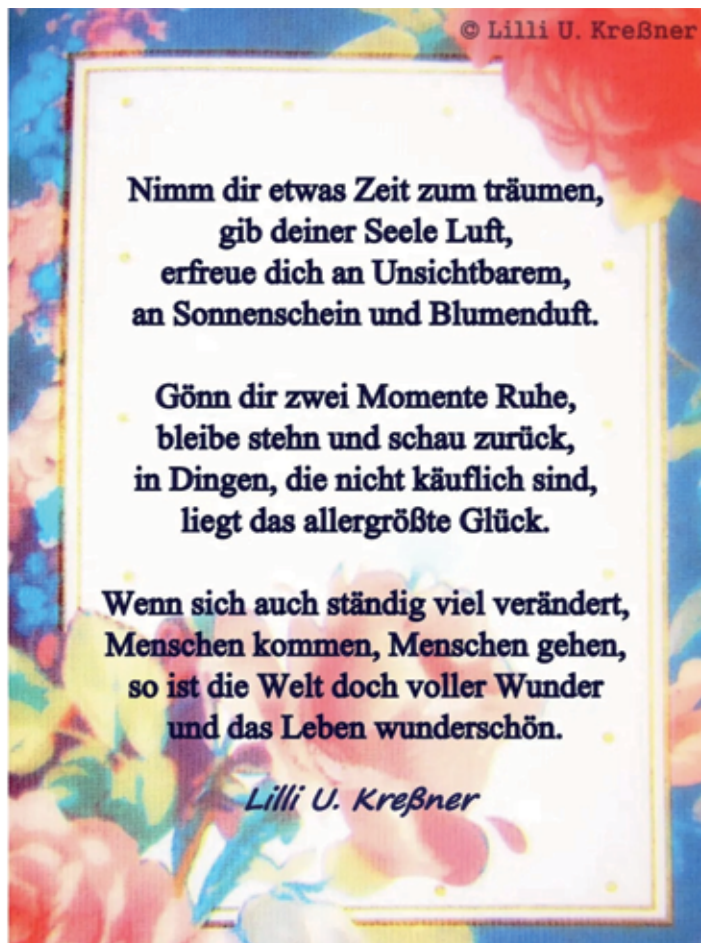 © Lilli U. Kreßner
Nimm dir etwas Zeit zum träumen,
gib deiner Seele Luft,
erfreue dich an Unsichtbarem,
an Sonnenschein und Blumenduft.
Gönn dir zwei Momente Ruhe,
bleibe stehn und schau zurück,
in Dingen, die nicht käuflich sind,
liegt das allergrößte Glück.
Wenn sich auch ständig viel verändert,
Menschen kommen, Menschen gehen,
so ist die Welt doch voller Wunder
und das Leben wunderschön.
Lilli U. Kreßner